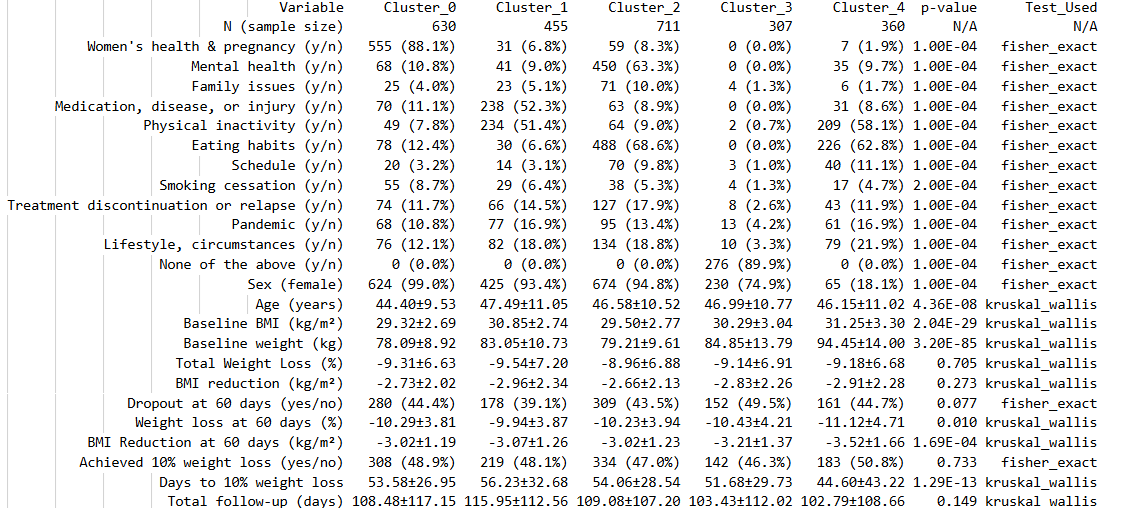 Variable Cluster_0 Cluster_1 Cluster_2 Cluster_3 Cluster_4 p-value Test_Used
N (sample size) 630 455 711 307 360 N/A N/A
Women's health & pregnancy (y/n) 555 (88.1%) 31 (6.8%) 59 (8.3%) 0 (0.0%) 7 (1.9%) 1.00E-04 fisher_exact
Mental health (y/n) 68 (10.8%) 41 (9.0%) 450 (63.3%) 0 (0.0%) 35 (9.7%) 1.00E-04 fisher_exact
Family issues (y/n) 25 (4.0%) 23 (5.1%) 71 (10.0%) 4 (1.3%) 6 (1.7%) 1.00E-04 fisher_exact
Medication, disease, or injury (y/n) 70 (11.1%) 238 (52.3%) 63 (8.9%) 0 (0.0%) 31 (8.6%) 1.00E-04 fisher_exact
Physical inactivity (y/n) 49 (7.8%) 234 (51.4%) 64 (9.0%) 2 (0.7%) 209 (58.1%) 1.00E-04 fisher_exact
Eating habits (y/n) 78 (12.4%) 30 (6.6%) 488 (68.6%) 0 (0.0%) 226 (62.8%) 1.00E-04 fisher_exact
Schedule (y/n) 20 (3.2%) 14 (3.1%) 70 (9.8%) 3 (1.0%) 40 (11.1%) 1.00E-04 fisher_exact
Smoking cessation (y/n) 55 (8.7%) 29 (6.4%) 38 (5.3%) 4 (1.3%) 17 (4.7%) 2.00E-04 fisher_exact
Treatment discontinuation or relapse (y/n) 74 (11.7%) 66 (14.5%) 127 (17.9%) 8 (2.6%) 43 (11.9%) 1.00E-04 fisher_exact
Pandemic (y/n) 68 (10.8%) 77 (16.9%) 95 (13.4%) 13 (4.2%) 61 (16.9%) 1.00E-04 fisher_exact
Lifestyle, circumstances (y/n) 76 (12.1%) 82 (18.0%) 134 (18.8%) 10 (3.3%) 79 (21.9%) 1.00E-04 fisher_exact
None of the above (y/n) 0 (0.0%) 0 (0.0%) 0 (0.0%) 276 (89.9%) 0 (0.0%) 1.00E-04 fisher_exact
Sex (female) 624 (99.0%) 425 (93.4%) 674 (94.8%) 230 (74.9%) 65 (18.1%) 1.00E-04 fisher_exact
Age (years) 44.40±9.53 47.49±11.05 46.58±10.52 46.99±10.77 46.15±11.02 4.36E-08 kruskal_wallis
Baseline BMI (kg/m²) 29.32±2.69 30.85±2.74 29.50±2.77 30.29±3.04 31.25±3.30 2.04E-29 kruskal_wallis
Baseline weight (kg) 78.09±8.92 83.05±10.73 79.21±9.61 84.85±13.79 94.45±14.00 3.20E-85 kruskal_wallis
Total Weight Loss (%) -9.31±6.63 -9.54±7.20 -8.96±6.88 -9.14±6.91 -9.18±6.68 0.705 kruskal_wallis
BMI reduction (kg/m²) -2.73±2.02 -2.96±2.34 -2.66±2.13 -2.83±2.26 -2.91±2.28 0.273 kruskal_wallis
Dropout at 60 days (yes/no) 280 (44.4%) 178 (39.1%) 309 (43.5%) 152 (49.5%) 161 (44.7%) 0.077 fisher_exact
Weight loss at 60 days (%) -10.29±3.81 -9.94±3.87 -10.23±3.94 -10.43±4.21 -11.12±4.71 0.010 kruskal_wallis
BMI Reduction at 60 days (kg/m²) -3.02±1.19 -3.07±1.26 -3.02±1.23 -3.21±1.37 -3.52±1.66 1.69E-04 kruskal_wallis
Achieved 10% weight loss (yes/no) 308 (48.9%) 219 (48.1%) 334 (47.0%) 142 (46.3%) 183 (50.8%) 0.733 fisher_exact
Days to 10% weight loss 53.58±26.95 56.23±32.68 54.06±28.54 51.68±29.73 44.60±43.22 1.29E-13 kruskal_wallis
Total follow-up (days) 108.48±117.15 115.95±112.56 109.08±107.20 103.43±112.02 102.79±108.66 0.149 kruskal_wallis